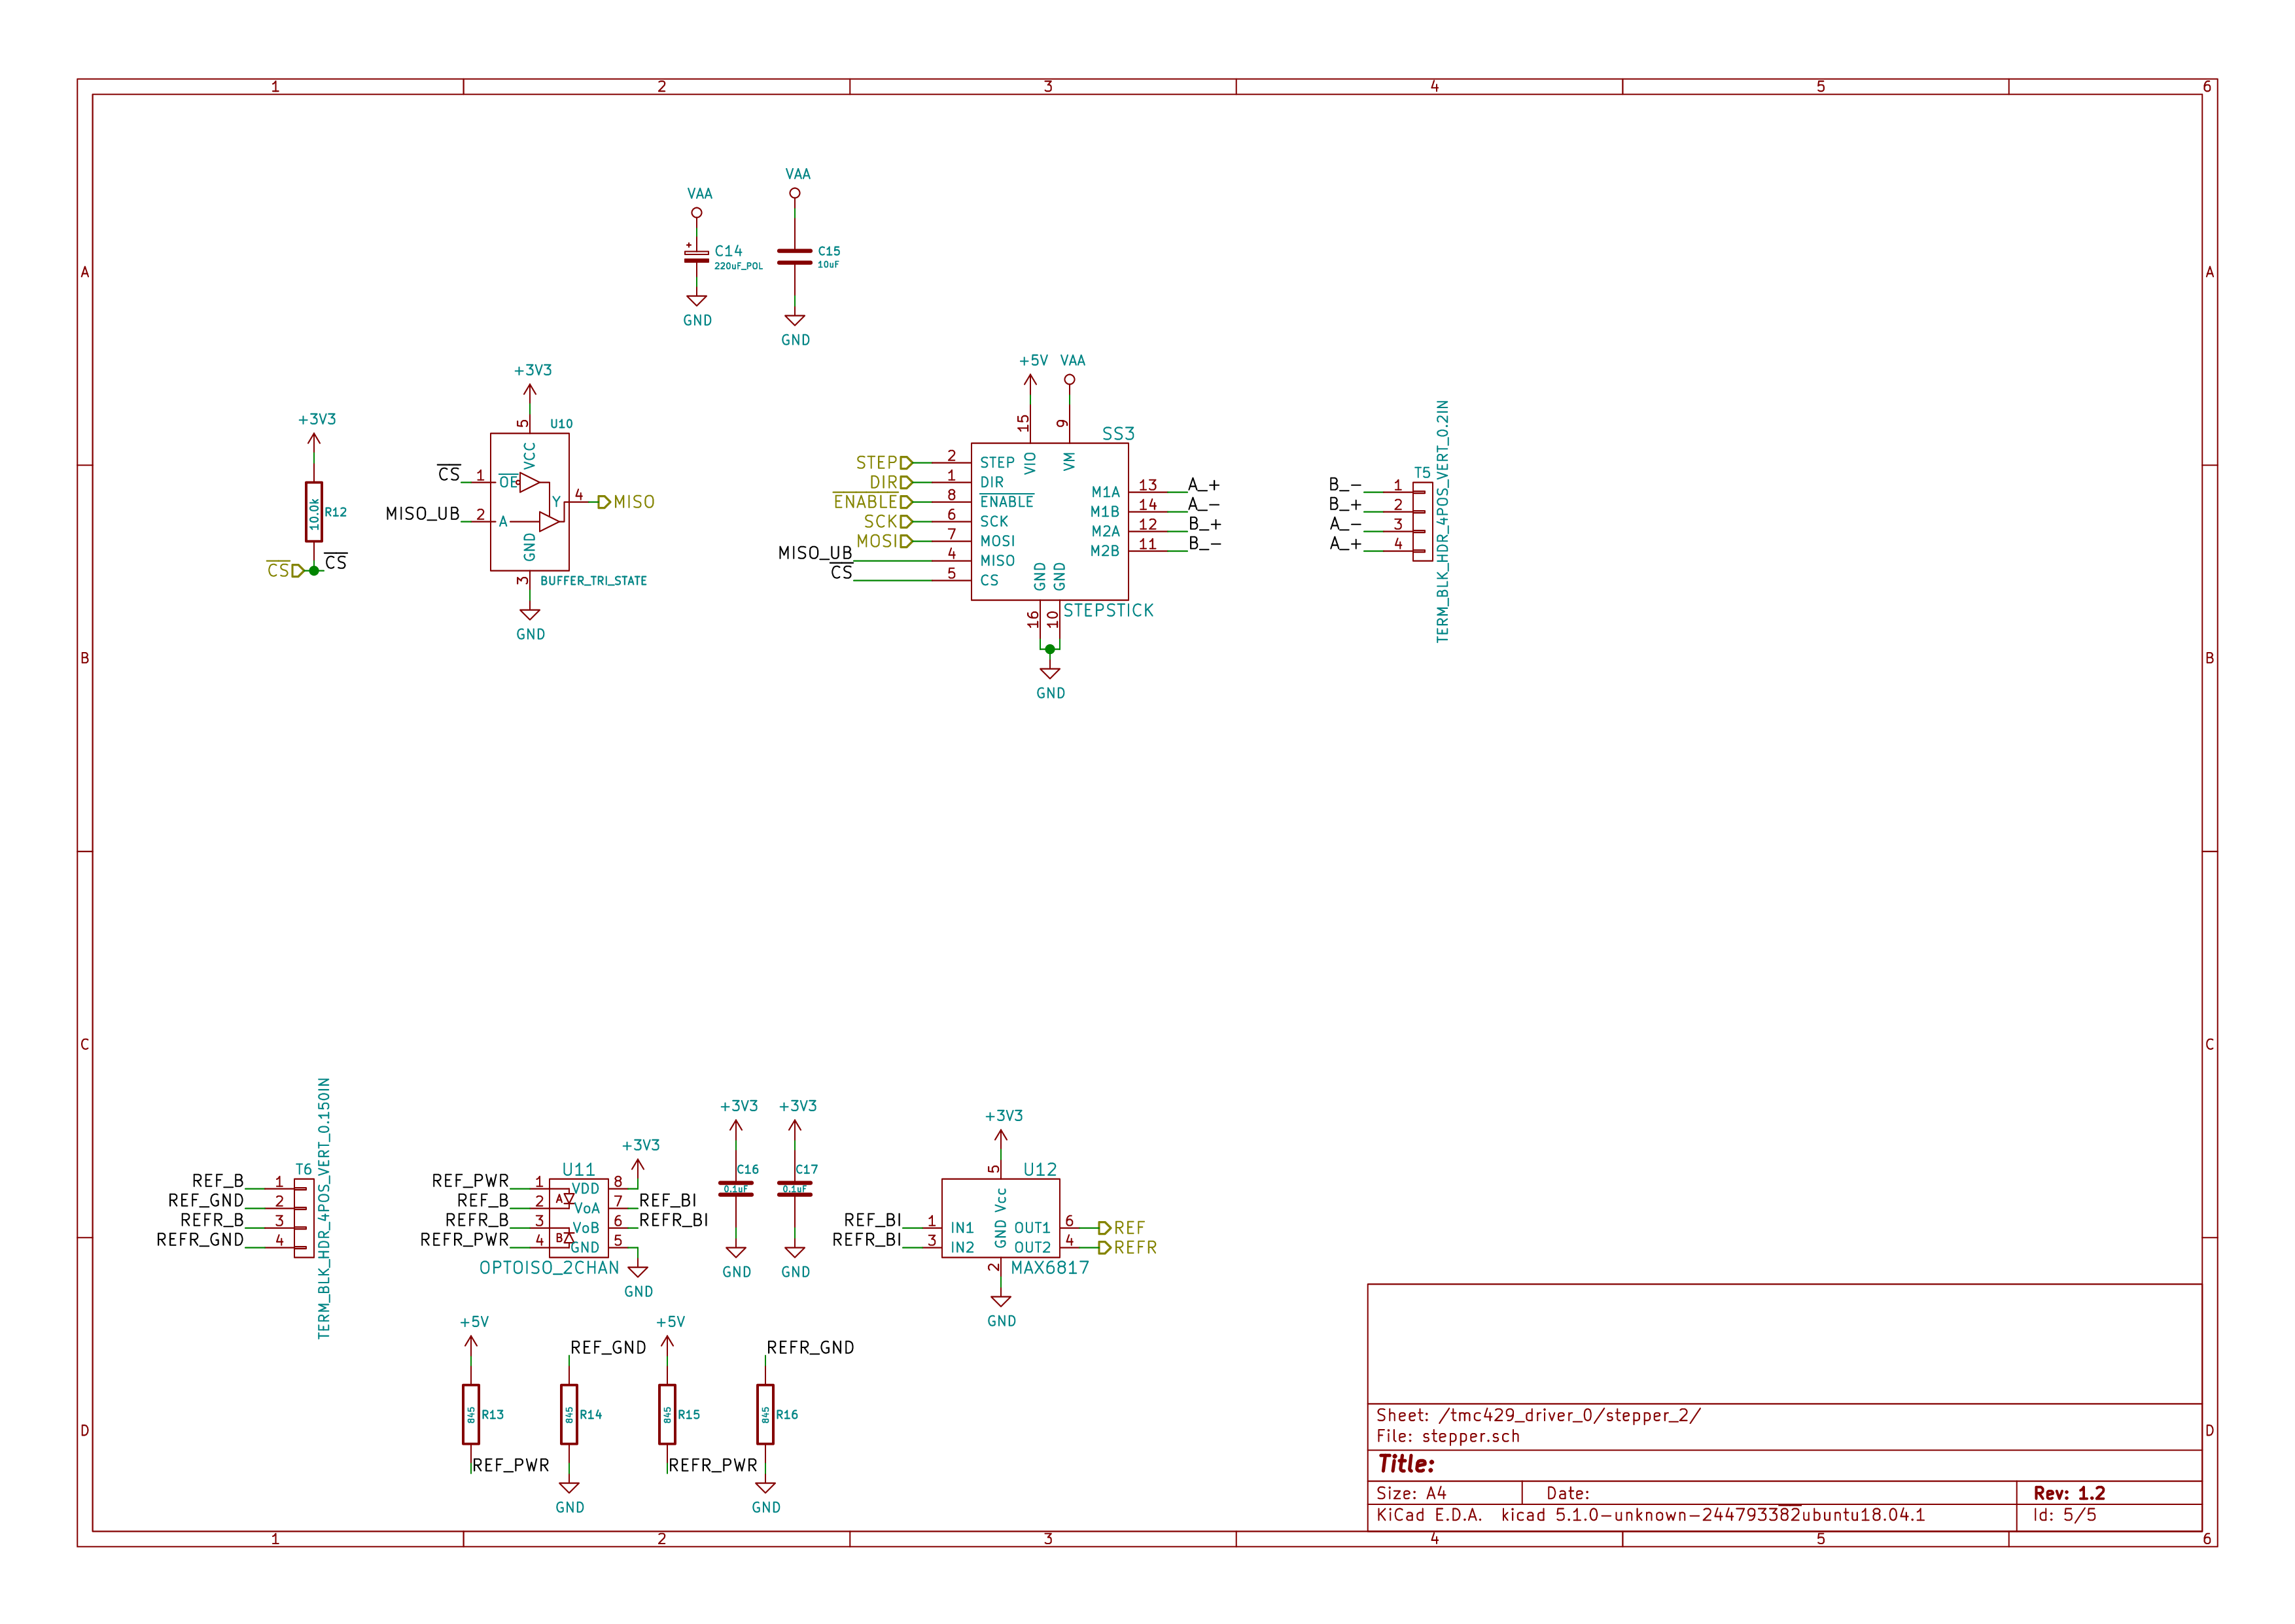 1 2 3 4 5 6
A A
B B
C C
D D
VAA
C14
220uF_POL
GND
VAA
C15
10uF
GND
+3V3
10.0k
R12
CS
CS
+3V3
U10
5
VCC
CS
1
OE
MISO_UB
2
A
Y
4
MISO
GND
3
BUFFER_TRI_STATE
GND
+5V
VAA
15
9
SS3
VIO
VM
STEP 2 STEP
DIR 1 DIR
ENABLE 8 ENABLE
SCK 6 SCK
MOSI 7 MOSI
MISO_UB 4 MISO
CS 5 CS
M1A 13 A_+
M1B 14 A_-
M2A 12 B_+
M2B 11 B_-
GND
GND
16
10
STEPSTICK
GND
T5
B_- 1
B_+ 2
A_- 3
A_+ 4
TERM_BLK_HDR_4POS_VERT_0.2IN
T6
REF_B 1
REF_GND 2
REFR_B 3
REFR_GND 4
TERM_BLK_HDR_4POS_VERT_0.150IN
+3V3
U11
REF_PWR 1 VDD 8
REF_B 2 A VoA 7 REF_BI
REFR_B 3 VoB 6 REFR_BI
REFR_PWR 4 B GND 5
OPTOISO_2CHAN
GND
+3V3
C16
0.1uF
GND
+3V3
C17
0.1uF
GND
+3V3
5
U12
Vcc
REF_BI 1 IN1
REFR_BI 3 IN2
OUT1 6 REF
OUT2 4 REFR
GND
2
MAX6817
GND
+5V
845
R13
REF_PWR
REF_GND
845
R14
GND
+5V
845
R15
REFR_PWR
REFR_GND
845
R16
GND
Sheet: /tmc429_driver_0/stepper_2/
File: stepper.sch
Title:
Size: A4 Date: Rev: 1.2
KiCad E.D.A. kicad 5.1.0-unknown-244793382ubuntu18.04.1 Id: 5/5
1 2 3 4 5 6